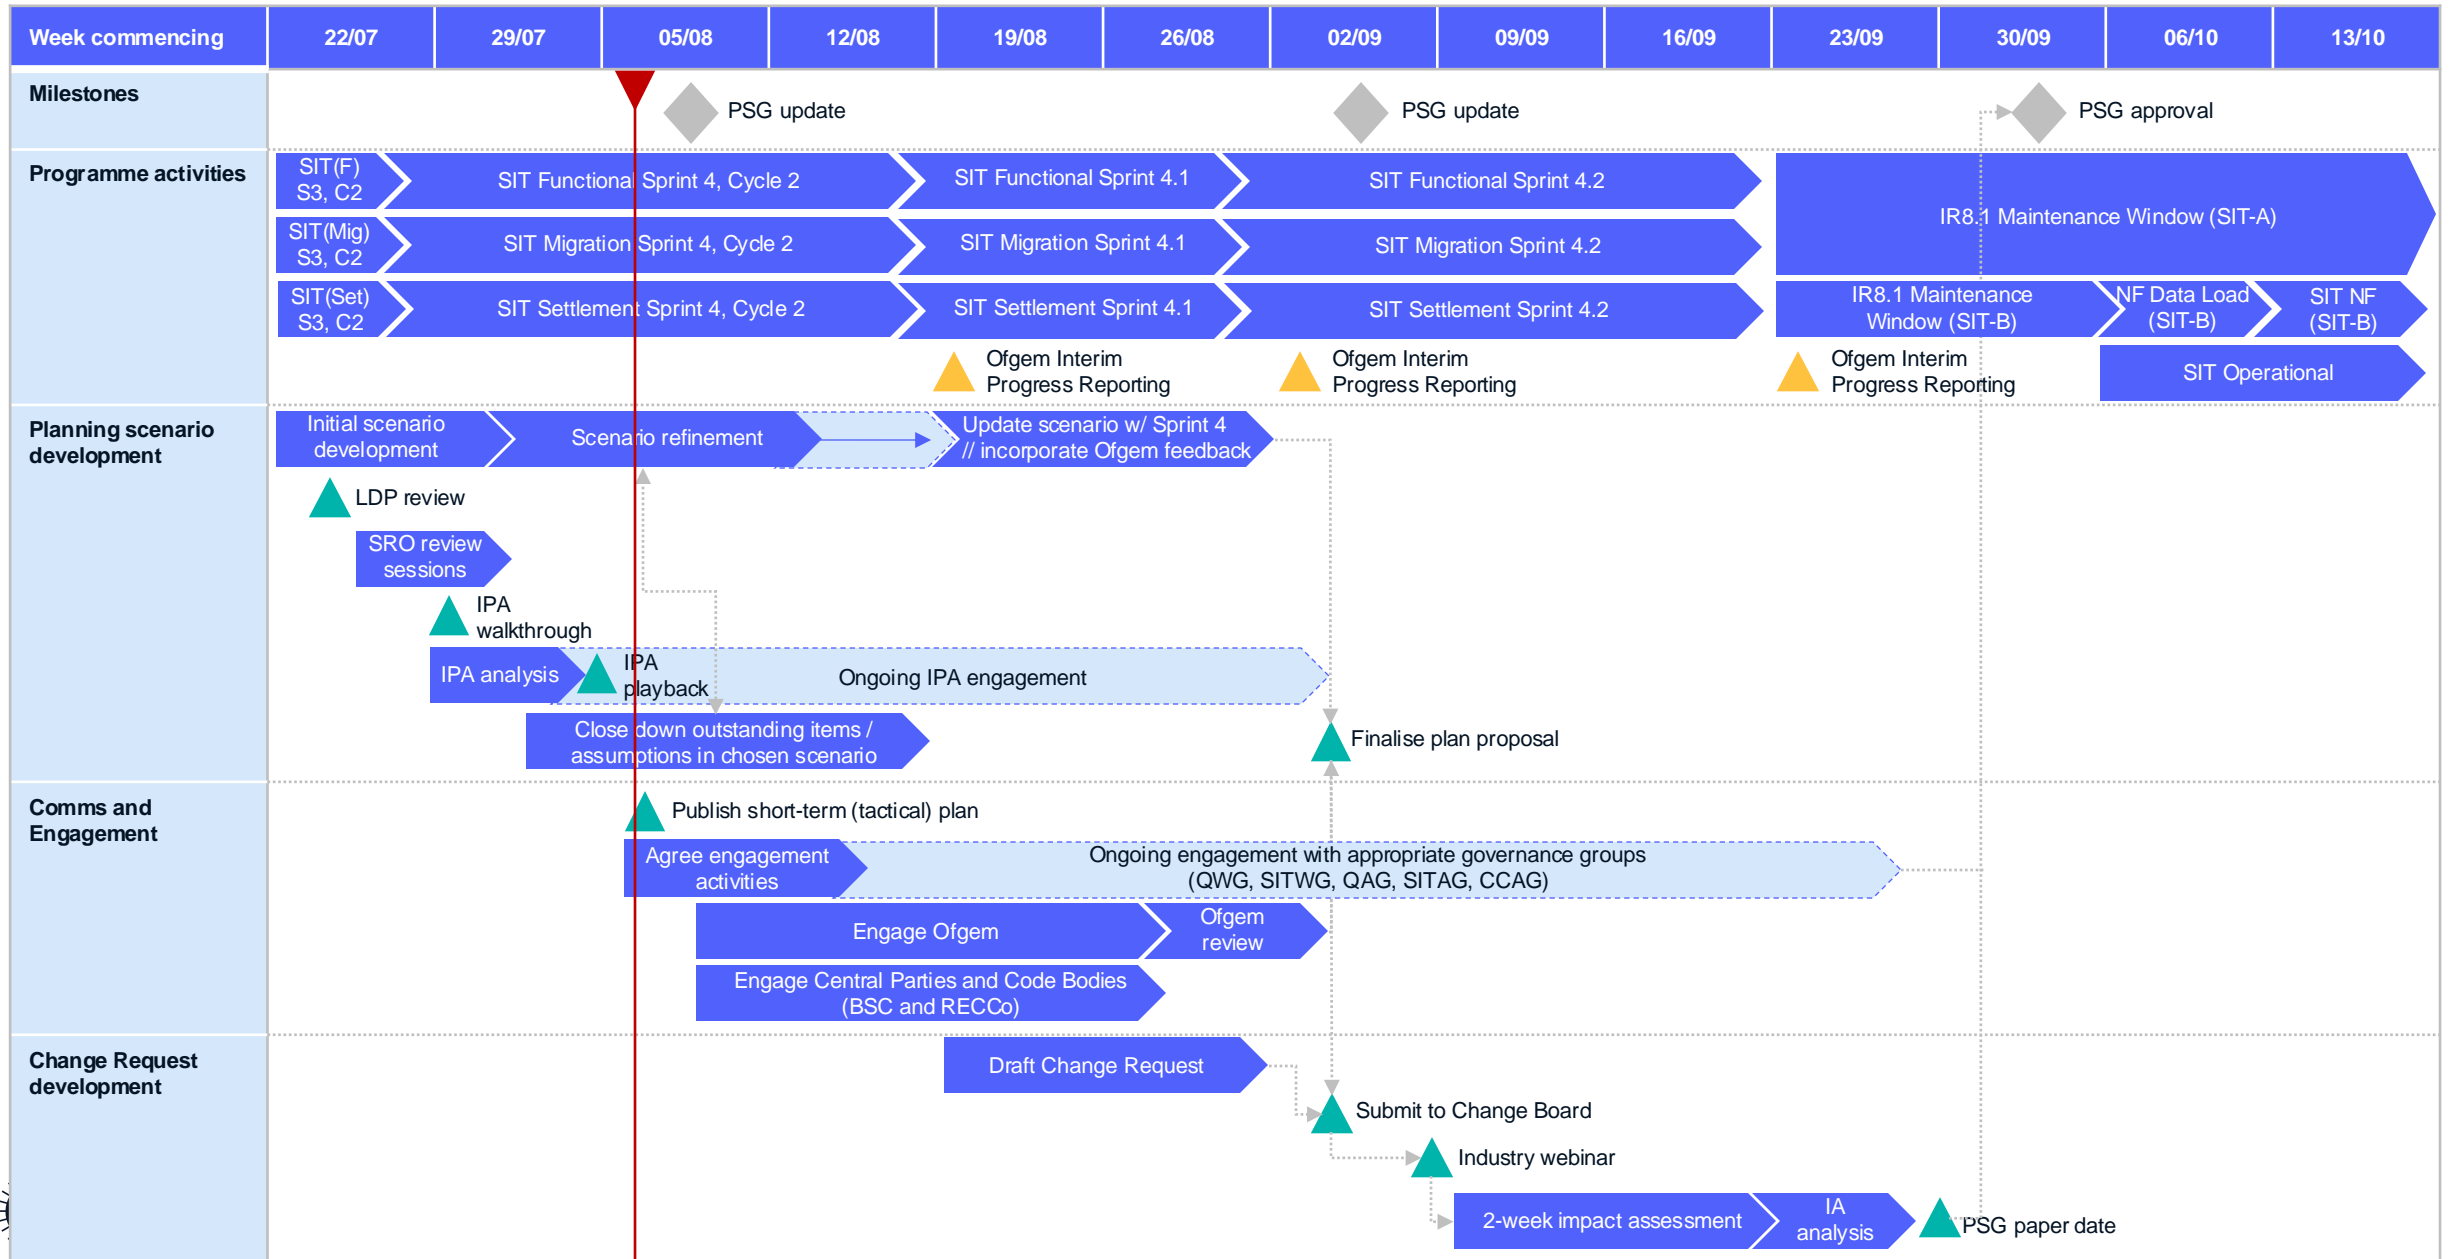 Week commencing
22/07
29/07
05/08
12/08
19/08
26/08
02/09
09/09
16/09
23/09
30/09
06/10
13/10
Milestones
PSG update
PSG update
PSG approval
Programme activities
SIT(F)
S3, C2
SIT Functional Sprint 4, Cycle 2
SIT Functional Sprint 4.1
SIT Functional Sprint 4.2
IR8.1 Maintenance Window (SIT-A)
SIT(Mig)
S3, C2
SIT Migration Sprint 4, Cycle 2
SIT Migration Sprint 4.1
SIT Migration Sprint 4.2
SIT(Set)
S3, C2
SIT Settlement Sprint 4, Cycle 2
SIT Settlement Sprint 4.1
SIT Settlement Sprint 4.2
IR8.1 Maintenance
Window (SIT-B)
NF Data Load
(SIT-B)
SIT NF
(SIT-B)
Ofgem Interim
Progress Reporting
Ofgem Interim
Progress Reporting
Ofgem Interim
Progress Reporting
SIT Operational
Planning scenario
development
Initial scenario
development
Scenario refinement
Update scenario w/ Sprint 4
// incorporate Ofgem feedback
LDP review
SRO review
sessions
IPA
walkthrough
IPA analysis
IPA
playback
Ongoing IPA engagement
Close down outstanding items /
assumptions in chosen scenario
Finalise plan proposal
Comms and
Engagement
Publish short-term (tactical) plan
Agree engagement
activities
Ongoing engagement with appropriate governance groups
(QWG, SITWG, QAG, SITAG, CCAG)
Engage Ofgem
Ofgem
review
Engage Central Parties and Code Bodies
(BSC and RECCo)
Change Request
development
Draft Change Request
Submit to Change Board
Industry webinar
2-week impact assessment
IA
analysis
PSG paper date